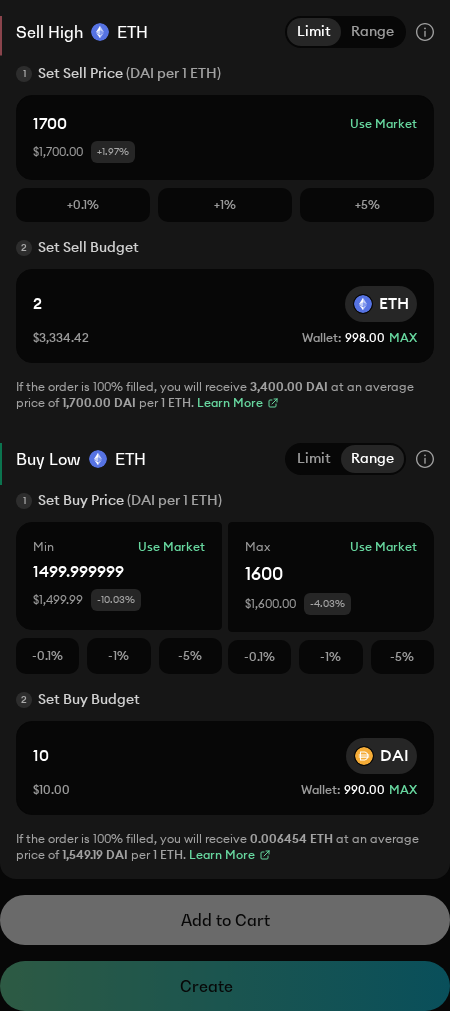 Sell High ETH Limit Range
1 Set Sell Price (DAI per 1 ETH)
1700 Use Market
$1,700.00 +1.97%
+0.1% +1% +5%
2 Set Sell Budget
2 ETH
$3,334.42 Wallet: 998.00 MAX
If the order is 100% filled, you will receive 3,400.00 DAI at an average
price of 1,700.00 DAI per 1 ETH. Learn More
Buy Low ETH Limit Range
1 Set Buy Price (DAI per 1 ETH)
Min Use Market Max Use Market
1499.999999 1600
$1,499.99 -10.03% $1,600.00 -4.03%
-0.1% -1% -5% -0.1% -1% -5%
2 Set Buy Budget
10 DAI
$10.00 Wallet: 990.00 MAX
If the order is 100% filled, you will receive 0.006454 ETH at an average
price of 1,549.19 DAI per 1 ETH. Learn More
Add to Cart
Create